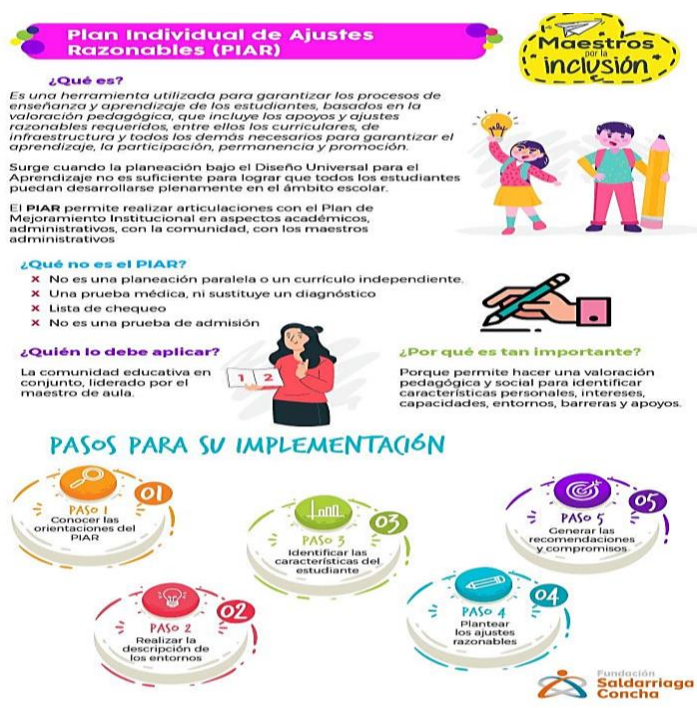 Plan Individual de Ajustes
Razonables (PIAR)
Maestros
por la
inclusión
¿Qué es?
Es una herramienta utilizada para garantizar los procesos de
enseñanza y aprendizaje de los estudiantes, basados en la
valoración pedagógica, que incluye los apoyos y ajustes
razonables requeridos, entre ellos los curriculares, de
infraestructura y todos los demás necesarios para garantizar el
aprendizaje, la participación, permanencia y promoción.
Surge cuando la planeación bajo el Diseño Universal para el
Aprendizaje no es suficiente para lograr que todos los estudiantes
puedan desarrollarse plenamente en el ámbito escolar.
El PIAR permite realizar articulaciones con el Plan de
Mejoramiento Institucional en aspectos académicos,
administrativos, con la comunidad, con los maestros
administrativos
¿Qué no es el PIAR?
x No es una planeación paralela o un currículo independiente.
x Una prueba médica, ni sustituye un diagnóstico
x Lista de chequeo
x No es una prueba de admisión
¿Quién lo debe aplicar?
La comunidad educativa en
conjunto, liderado por el
maestro de aula.
1 2
¿Por qué es tan importante?
Porque permite hacer una valoración
pedagógica y social para identificar
características personales, intereses,
capacidades, entornos, barreras y apoyos.
PASOS PARA SU IMPLEMENTACIÓN
01
PASO 1
Conocer las
orientaciones del
PIAR
02
PASO 2
Realizar la
descripción de
los entornos
03
PASO 3
Identificar las
características del
estudiante
04
PASO 4
Plantear
los ajustes
razonables
05
PASO 5
Generar las
recomendaciones
y compromisos
Fundación
Saldarriaga
Concha